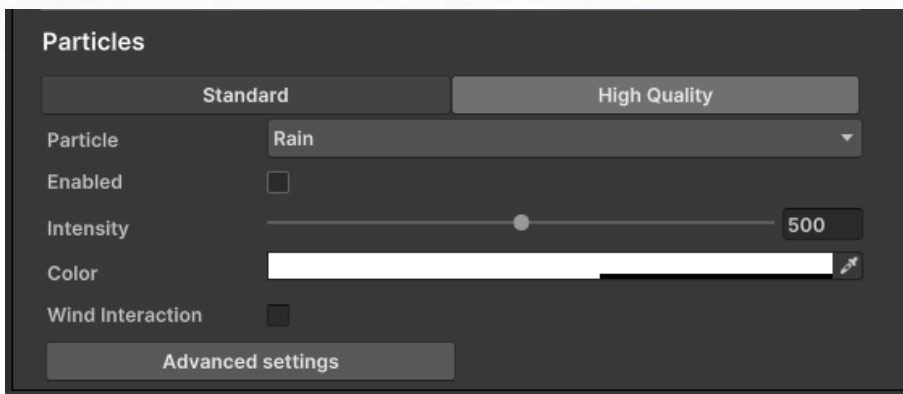 Particles
Standard High Quality
Particle Rain
Enabled
Intensity 500
Color
Wind Interaction
Advanced settings